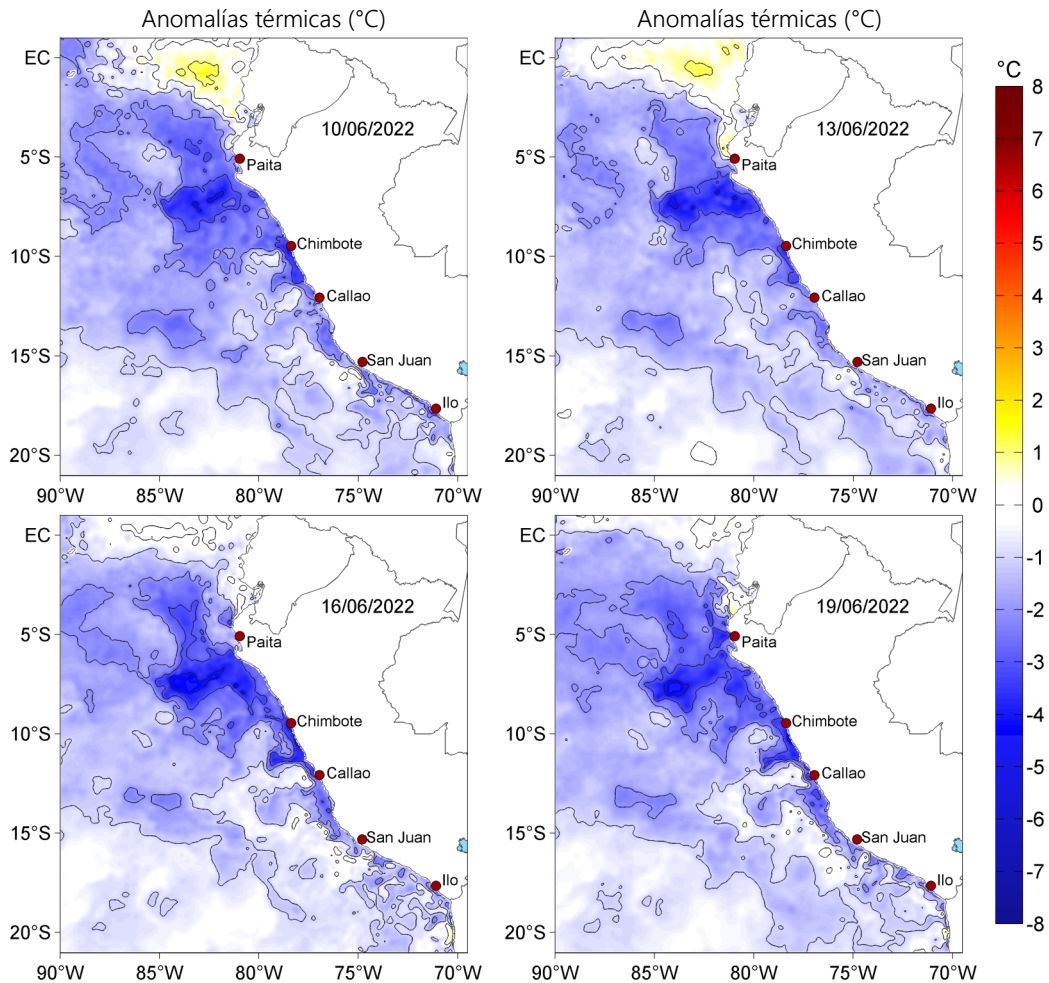 Anomalías térmicas (°C)
Anomalías térmicas (°C)
EC
5°S
10°S
15°S
20°S
10/06/2022
Paita
Chimbote
Callao
San Juan
Ilo
90°W
85°W
80°W
75°W
70°W
EC
5°S
10°S
15°S
20°S
13/06/2022
Paita
Chimbote
Callao
San Juan
Ilo
90°W
85°W
80°W
75°W
70°W
EC
5°S
10°S
15°S
20°S
16/06/2022
Paita
Chimbote
Callao
San Juan
Ilo
90°W
85°W
80°W
75°W
70°W
EC
5°S
10°S
15°S
20°S
19/06/2022
Paita
Chimbote
Callao
San Juan
Ilo
90°W
85°W
80°W
75°W
70°W
°C
8
7
6
5
4
3
2
1
0
-1
-2
-3
-4
-5
-6
-7
-8